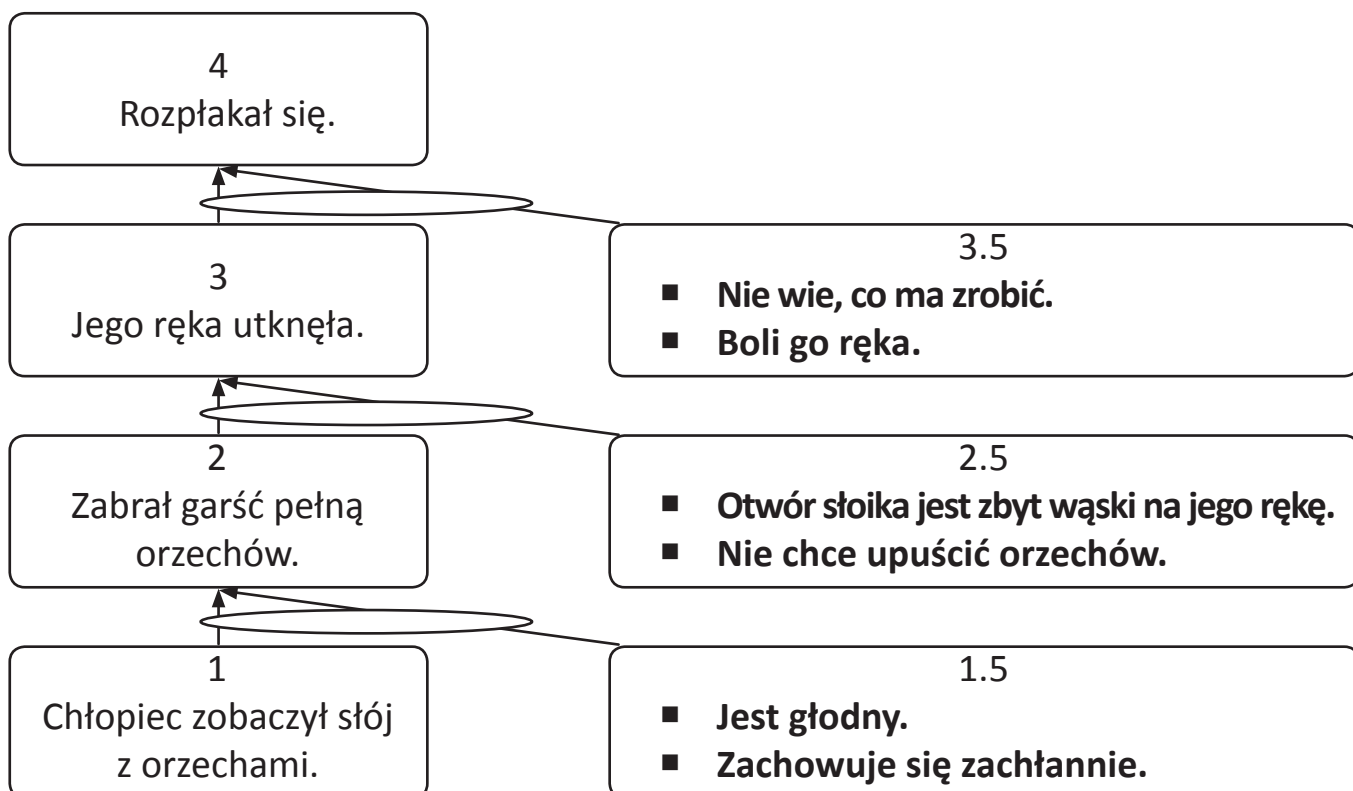 4
Rozpłakał się.
3
Jego ręka utknęła.
3.5
■ Nie wie, co ma zrobić.
■ Boli go ręka.
2
Zabrał garść pełną
orzechów.
2.5
■ Otwór słoika jest zbyt wąski na jego rękę.
■ Nie chce upuścić orzechów.
1
Chłopiec zobaczył słój
z orzechami.
1.5
■ Jest głodny.
■ Zachowuje się zachłannie.